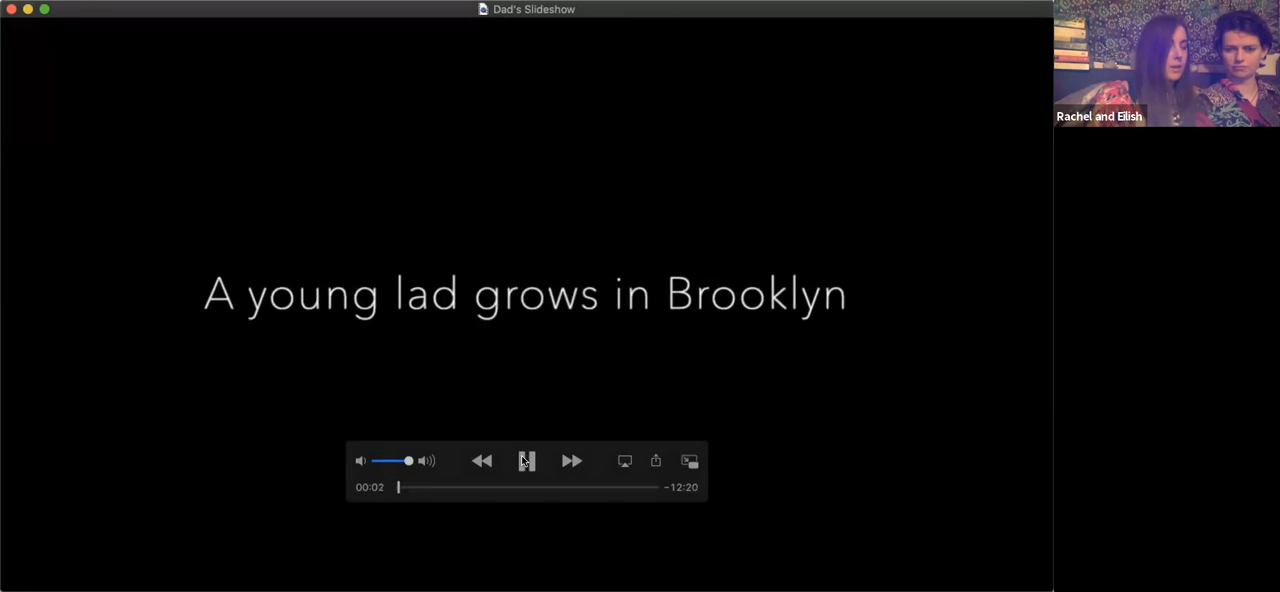 Dad's Slideshow
Rachel and Eilish
A young lad grows in Brooklyn
00:02
-12:20